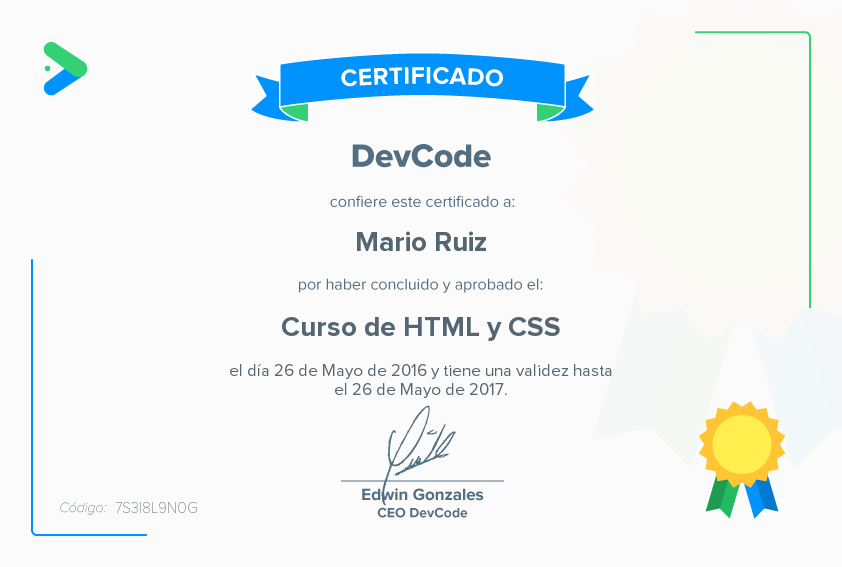 CERTIFICADO
DevCode
confiere este certificado a:
Mario Ruiz
por haber concluido y aprobado el:
Curso de HTML y CSS
el día 26 de Mayo de 2016 y tiene una validez hasta
el 26 de Mayo de 2017.
Edwin Gonzales
CEO DevCode
Código: 7S3I8L9N0G